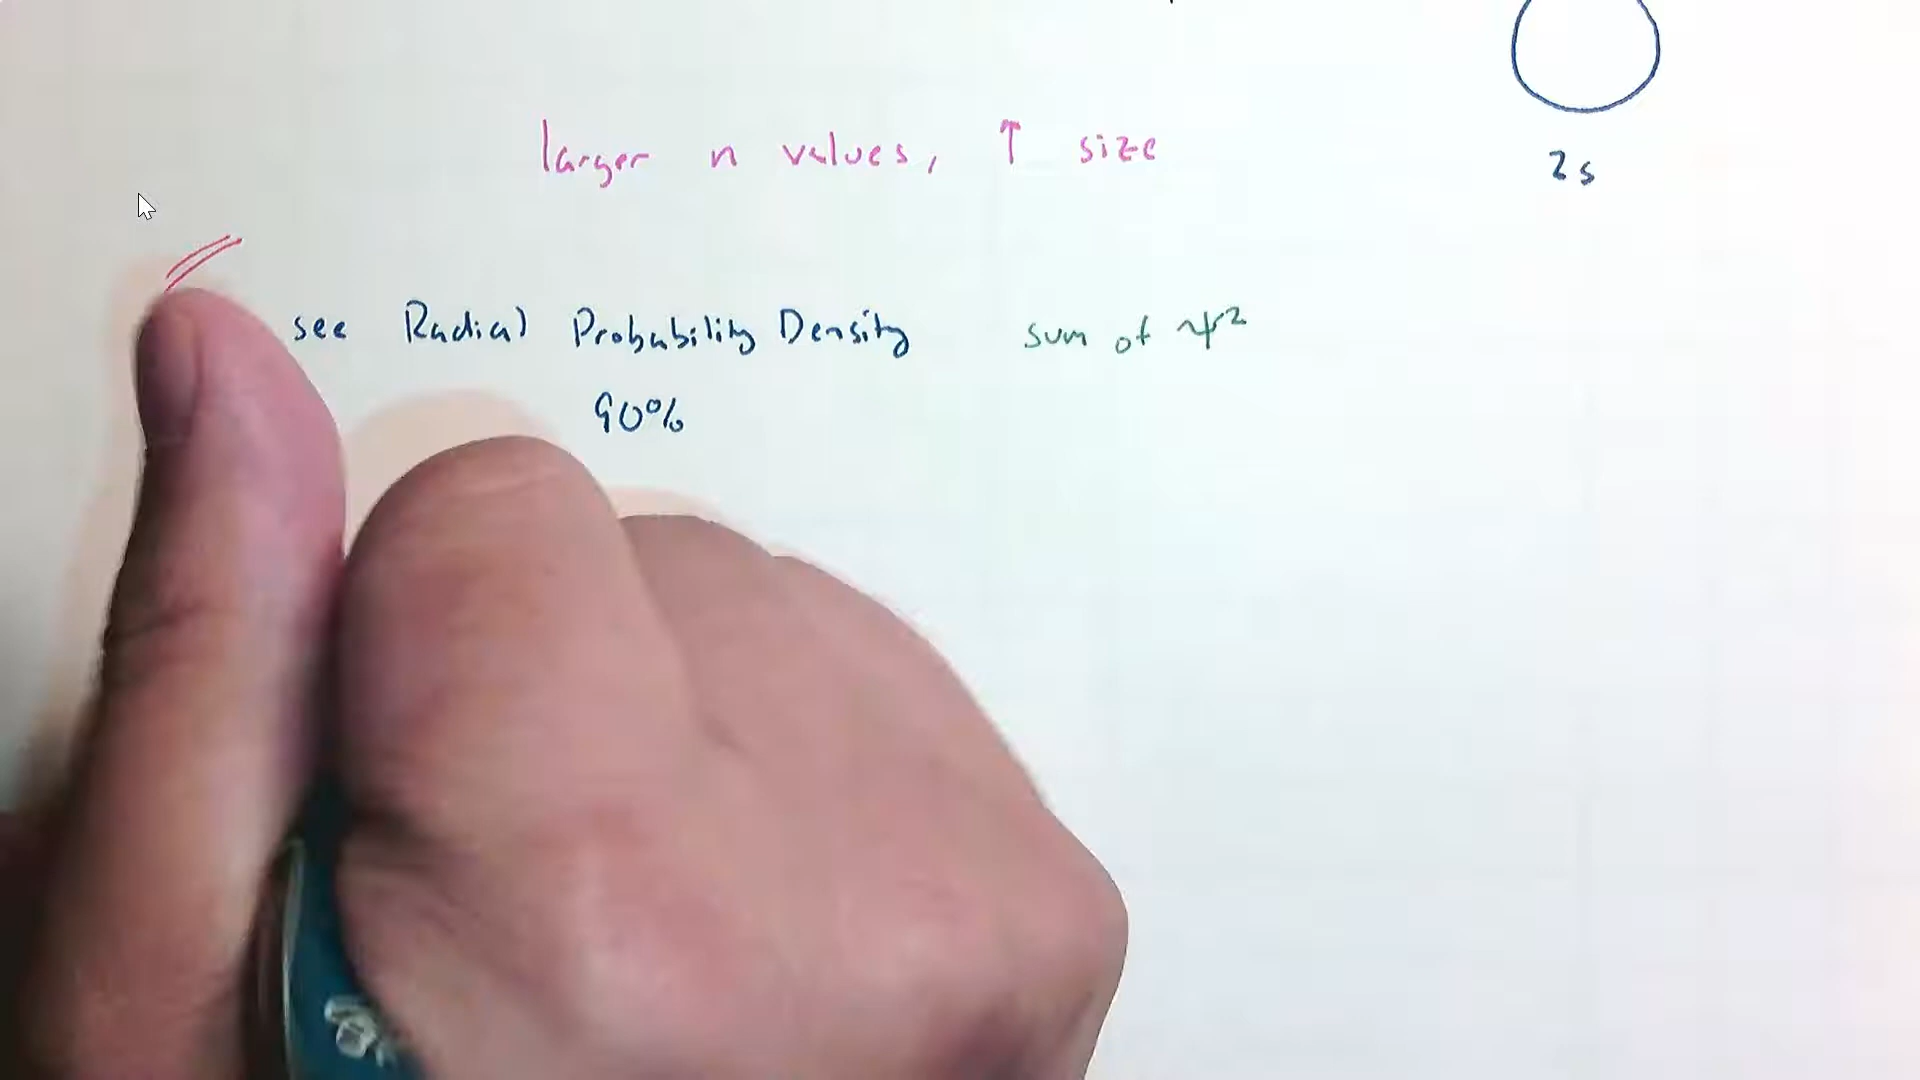 larger n values, ↑ size
2s
see Radial Probability Density sum of ψ²
90%